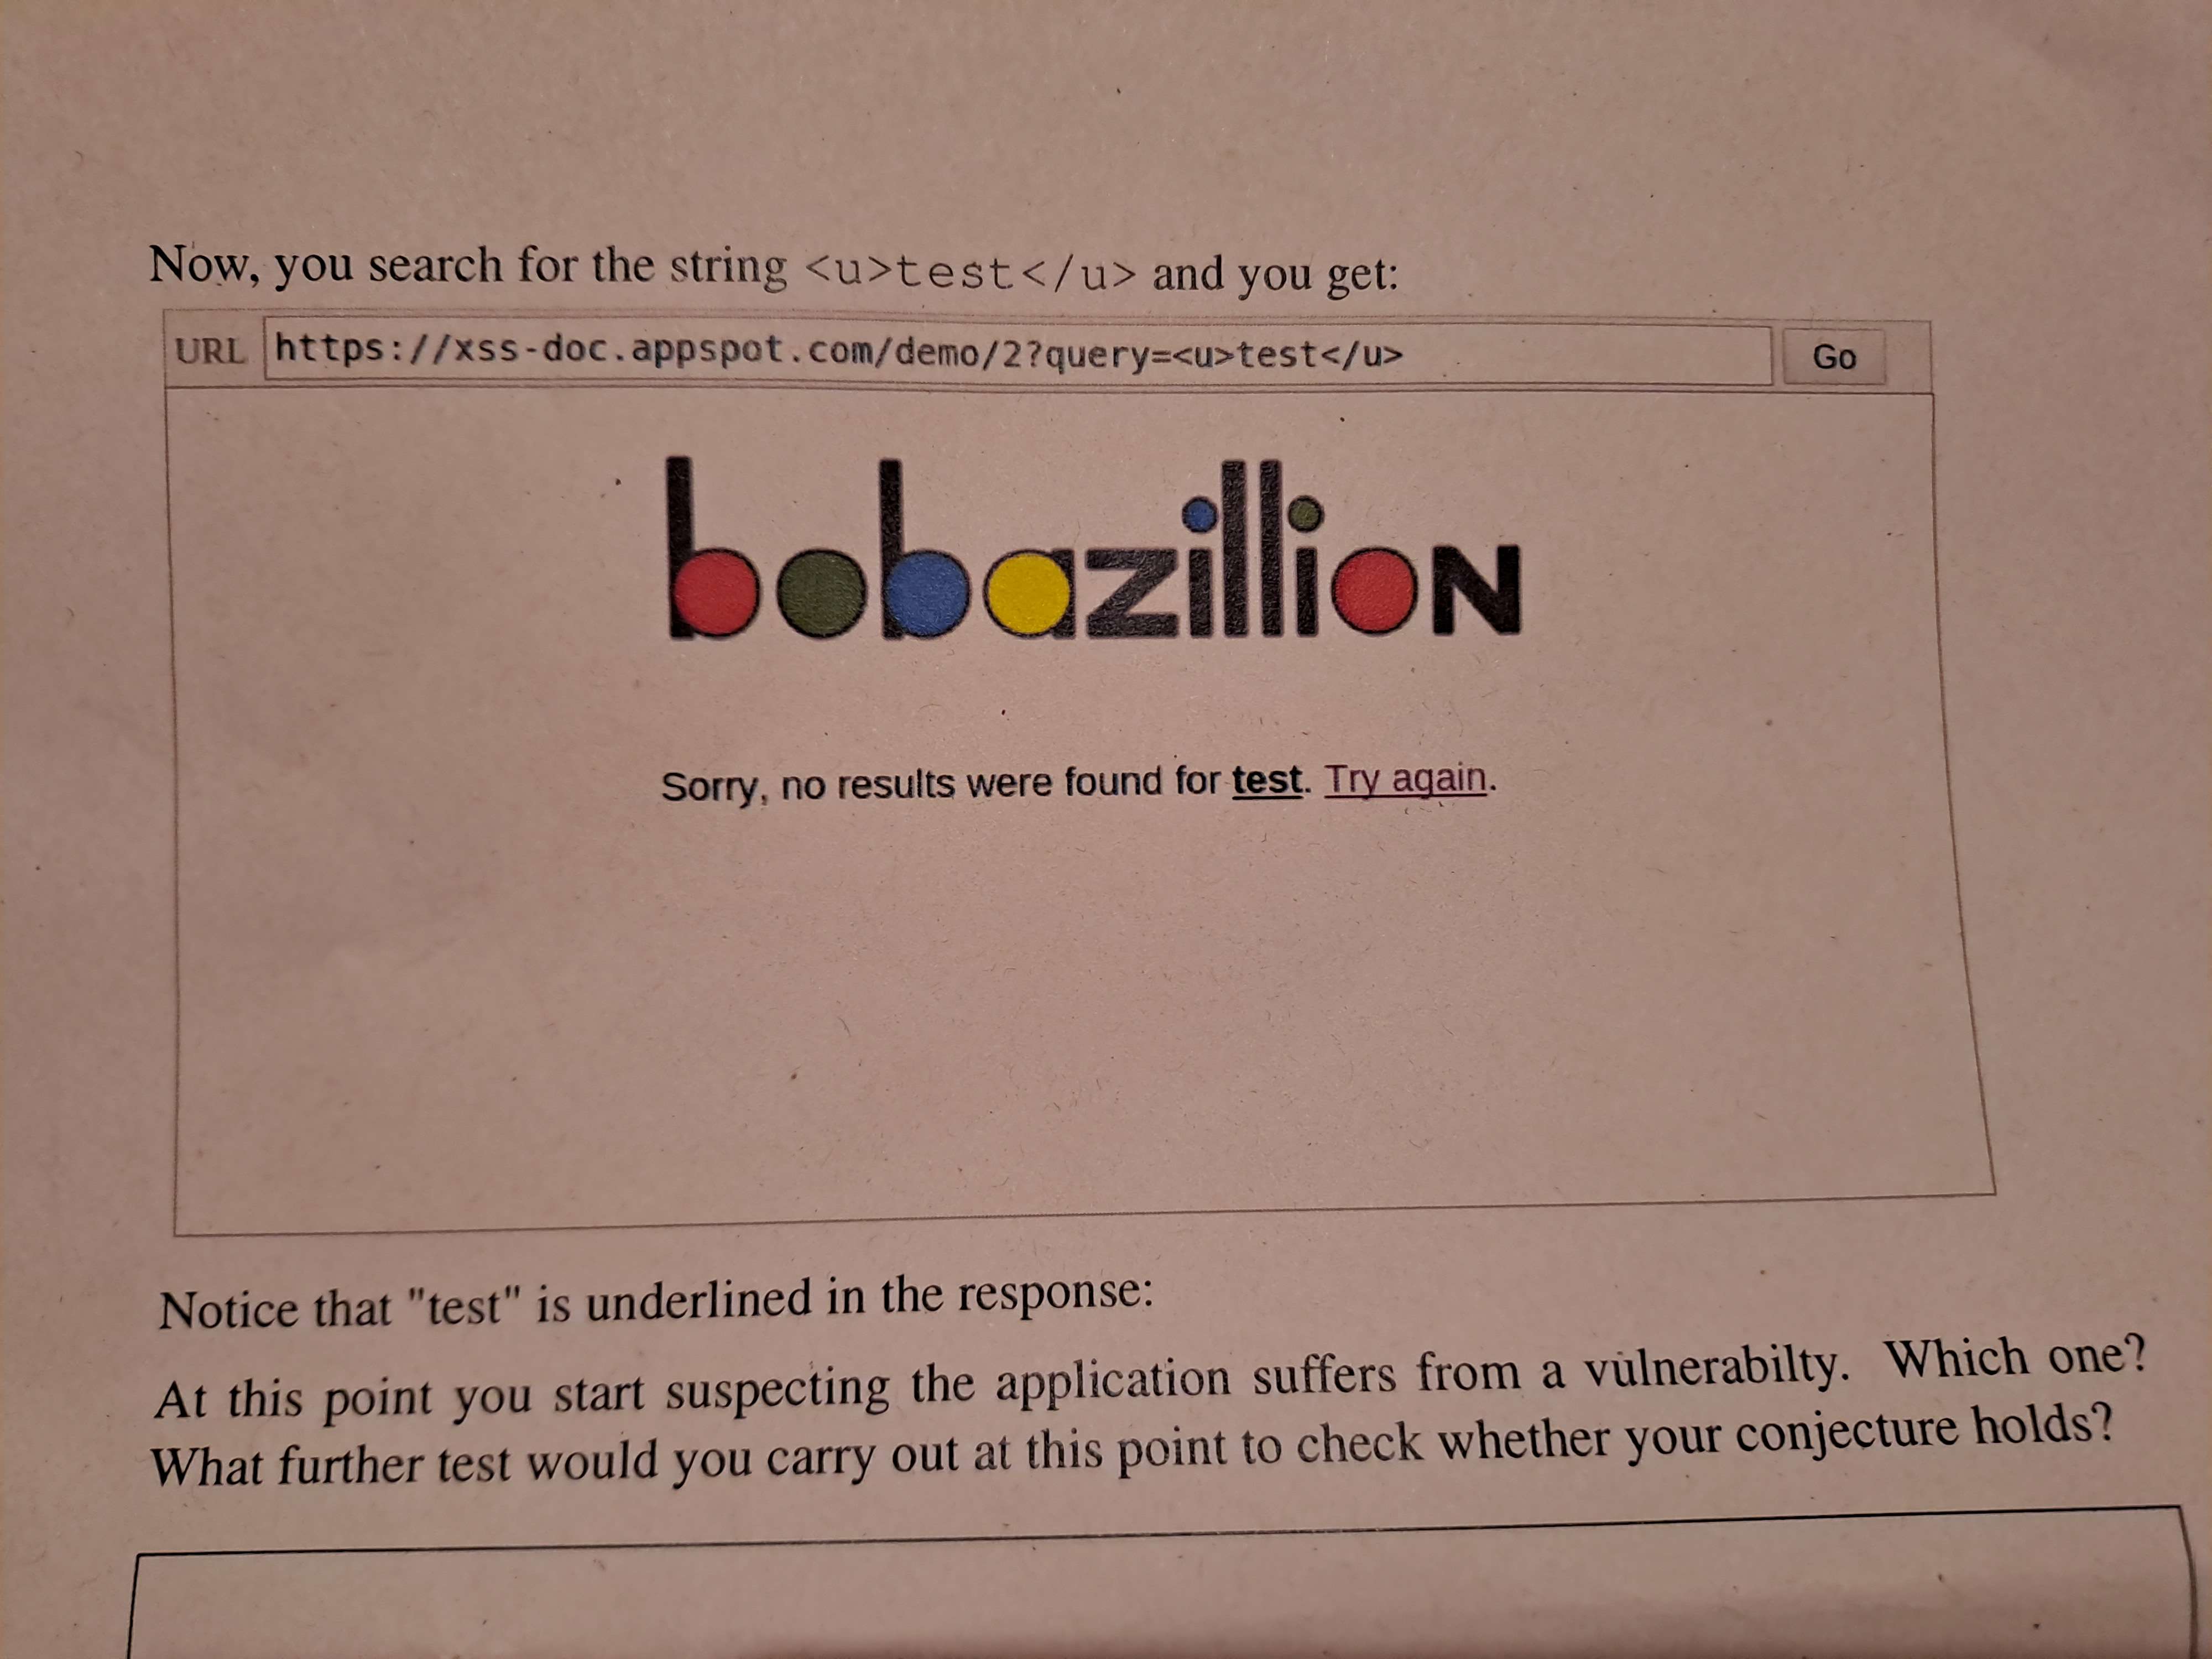 Now, you search for the string <u>test</u> and you get:
URL https://xss-doc.appspot.com/demo/2?query=<u>test</u> Go
bobazillion
Sorry, no results were found for test. Try again.
Notice that "test" is underlined in the response:
At this point you start suspecting the application suffers from a vulnerabilty. Which one?
What further test would you carry out at this point to check whether your conjecture holds?